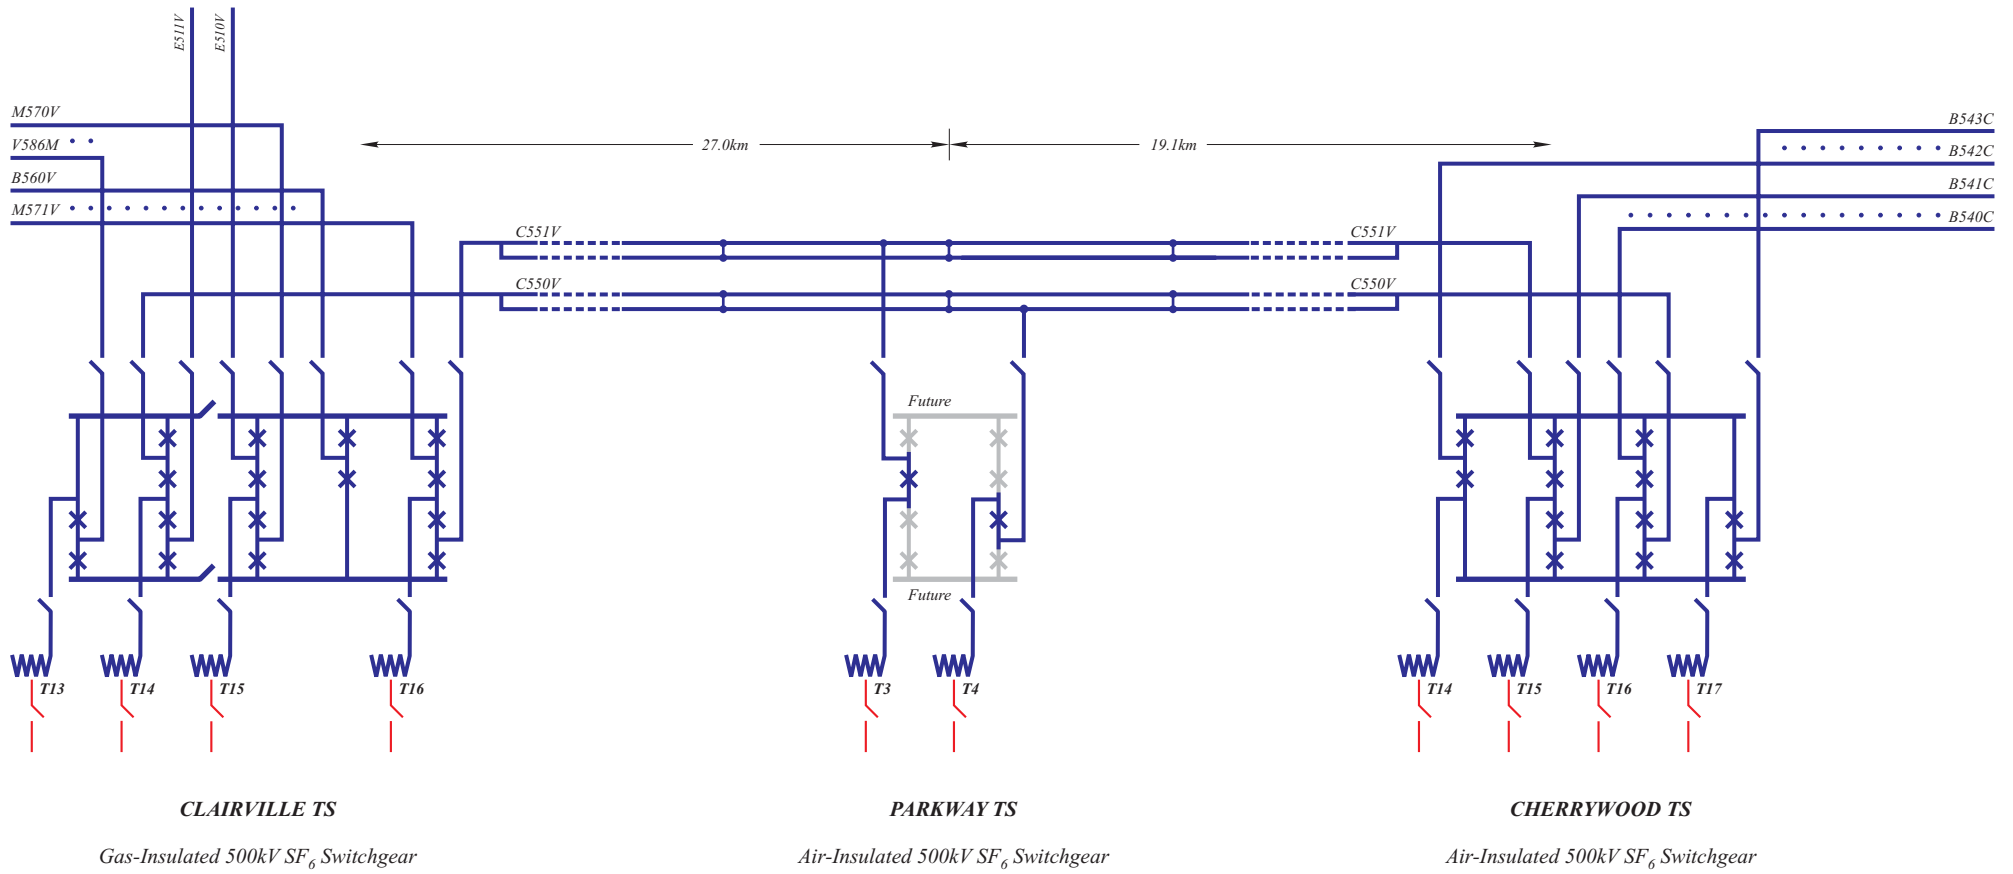 E511V
E510V
M570V
V586M
B560V
M571V
27.0km
19.1km
B543C
B542C
B541C
B540C
C551V
C551V
C550V
C550V
Future
Future
T13
T14
T15
T16
T3
T4
T14
T15
T16
T17
CLAIRVILLE TS
PARKWAY TS
CHERRYWOOD TS
Gas-Insulated 500kV SF6 Switchgear
Air-Insulated 500kV SF6 Switchgear
Air-Insulated 500kV SF6 Switchgear